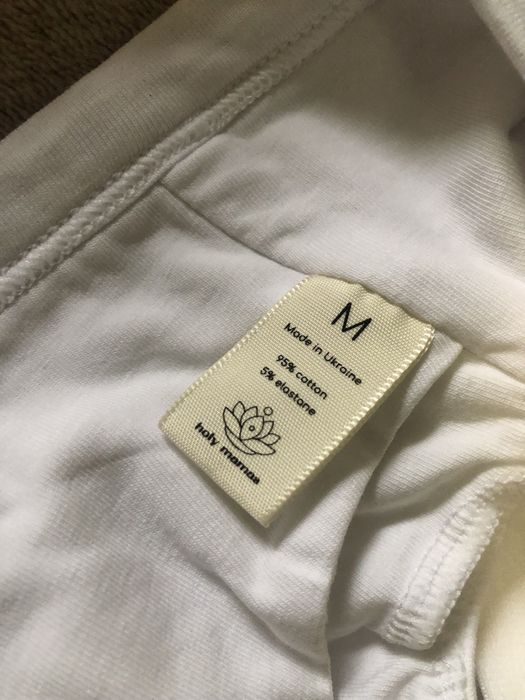 M
Made in Ukraine
95% cotton
5% elastane
holy mamaa